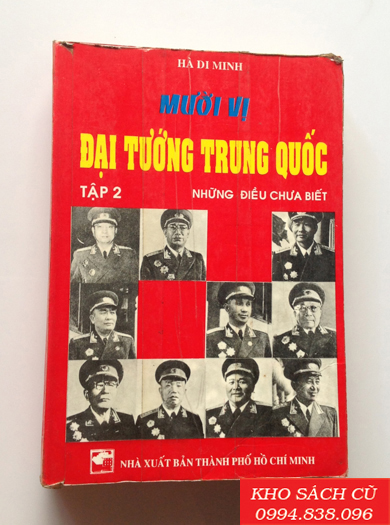 HÀ DI MINH
MƯỜI VỊ
ĐẠI TƯỚNG TRUNG QUỐC
TẬP 2 NHỮNG ĐIỀU CHƯA BIẾT
NHÀ XUẤT BẢN THÀNH PHỐ HỒ CHÍ MINH
KHO SÁCH CŨ
0994.838.096